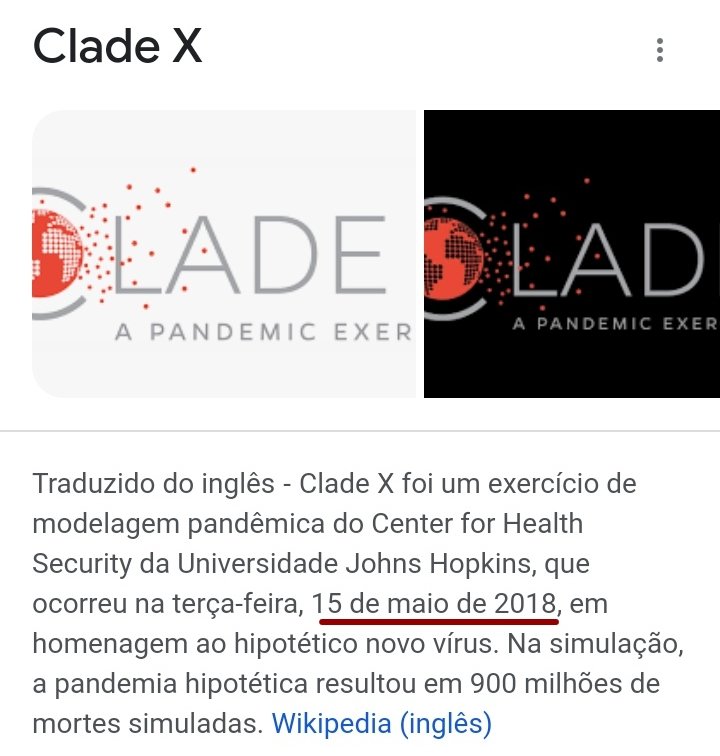 Clade X
CLADE
A PANDEMIC EXER
CLAD
A PANDEMIC EXER
Traduzido do inglês - Clade X foi um exercício de
modelagem pandêmica do Center for Health
Security da Universidade Johns Hopkins, que
ocorreu na terça-feira, 15 de maio de 2018, em
homenagem ao hipotético novo vírus. Na simulação,
a pandemia hipotética resultou em 900 milhões de
mortes simuladas. Wikipedia (inglês)